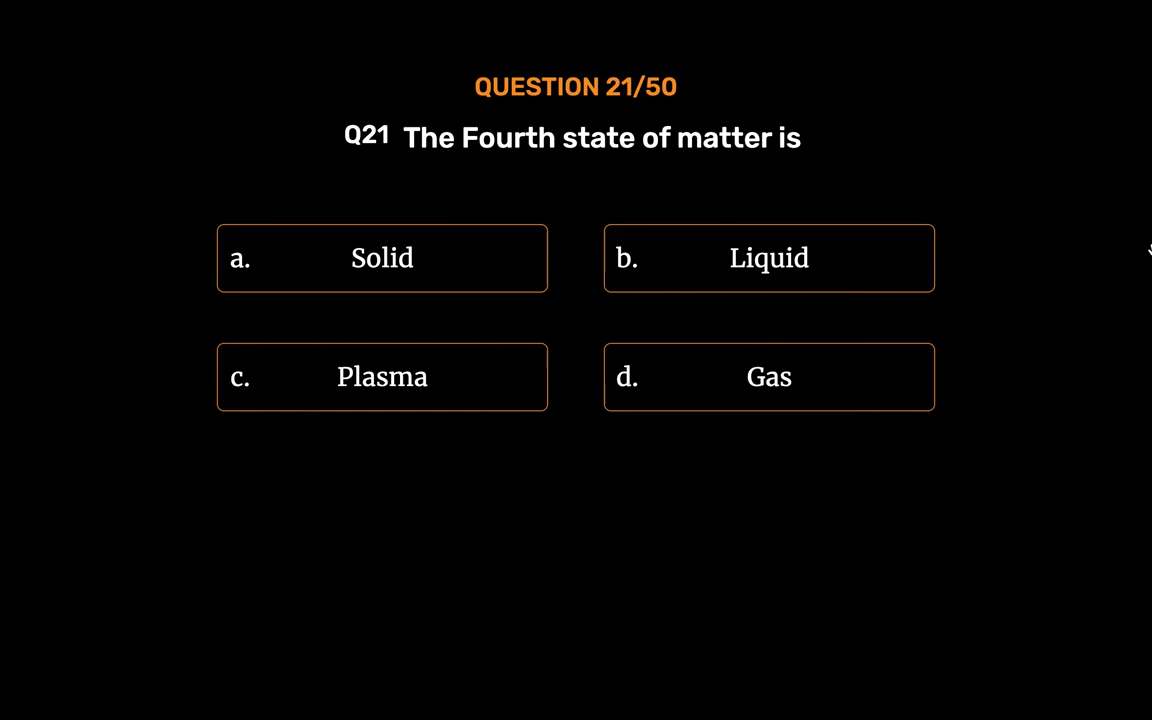 QUESTION 21/50
Q21 The Fourth state of matter is
a. Solid
b. Liquid
c. Plasma
d. Gas